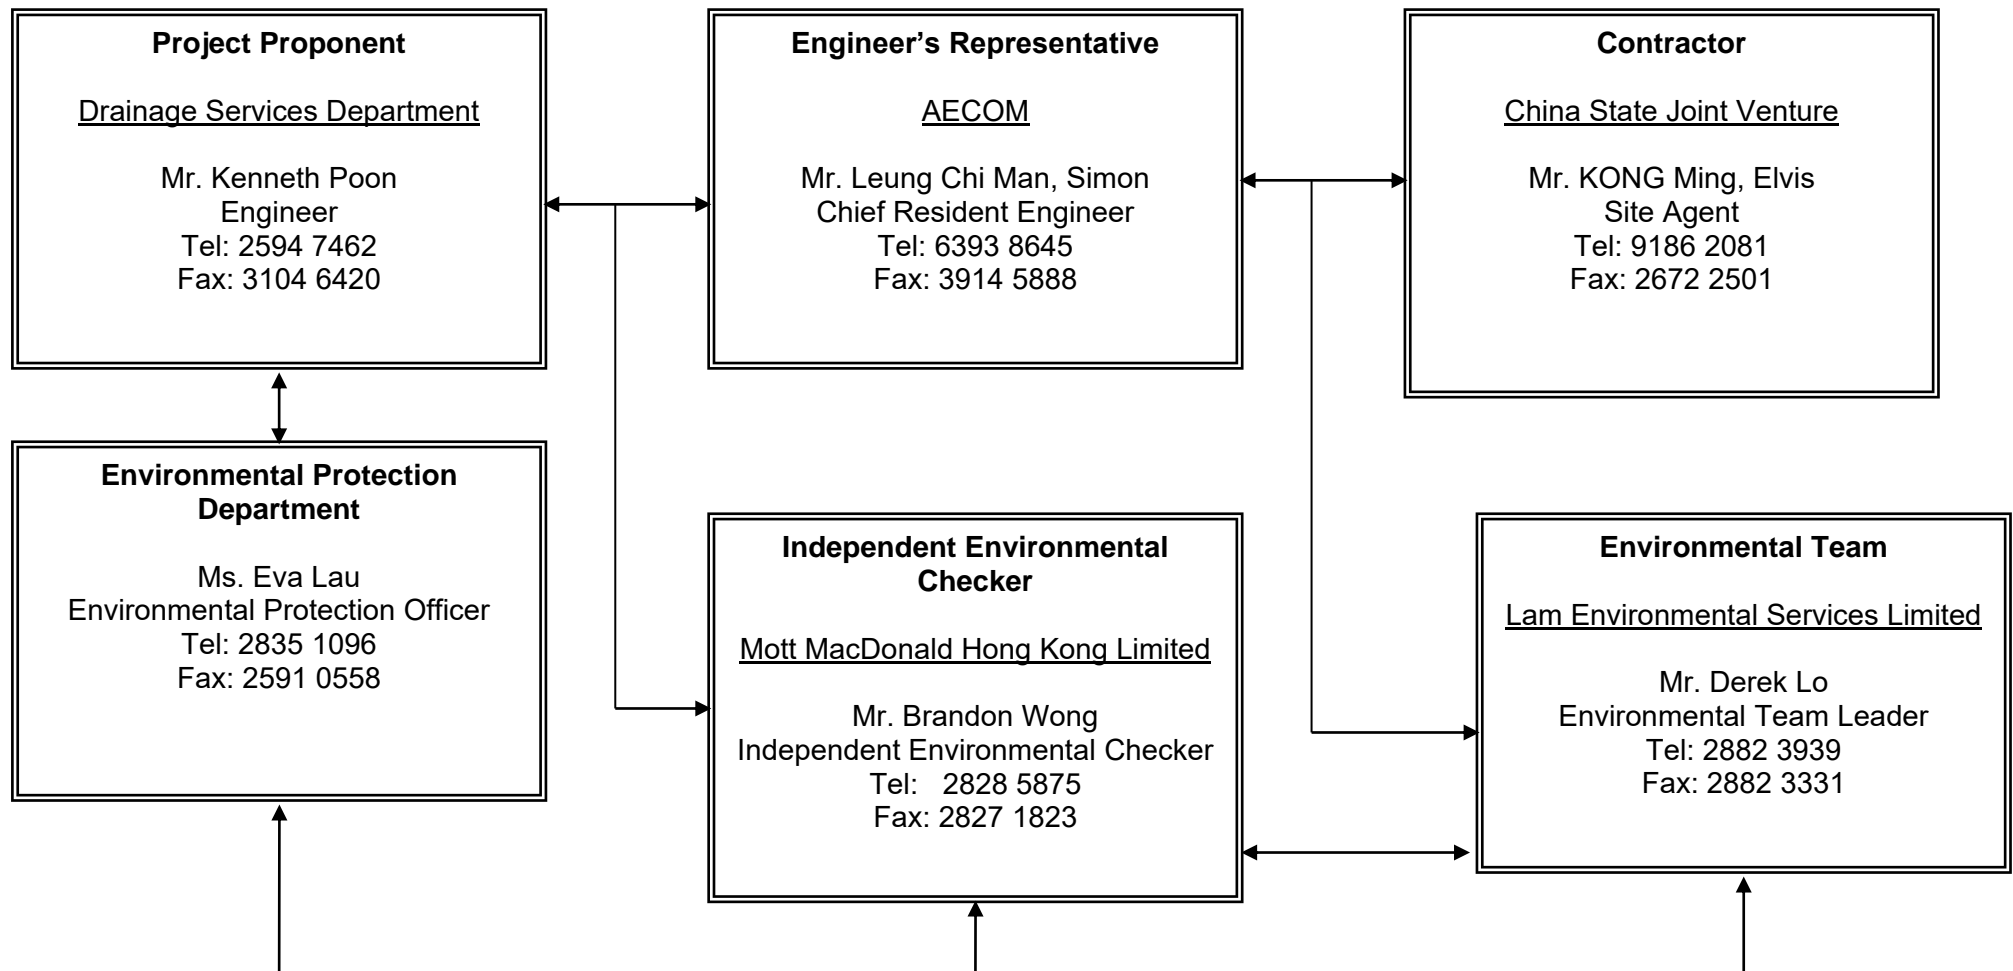 Project Proponent
Drainage Services Department
Mr. Kenneth Poon
Engineer
Tel: 2594 7462
Fax: 3104 6420
Engineer’s Representative
AECOM
Mr. Leung Chi Man, Simon
Chief Resident Engineer
Tel: 6393 8645
Fax: 3914 5888
Contractor
China State Joint Venture
Mr. KONG Ming, Elvis
Site Agent
Tel: 9186 2081
Fax: 2672 2501
Environmental Protection
Department
Ms. Eva Lau
Environmental Protection Officer
Tel: 2835 1096
Fax: 2591 0558
Independent Environmental
Checker
Mott MacDonald Hong Kong Limited
Mr. Brandon Wong
Independent Environmental Checker
Tel:   2828 5875
Fax: 2827 1823
Environmental Team
Lam Environmental Services Limited
Mr. Derek Lo
Environmental Team Leader
Tel: 2882 3939
Fax: 2882 3331